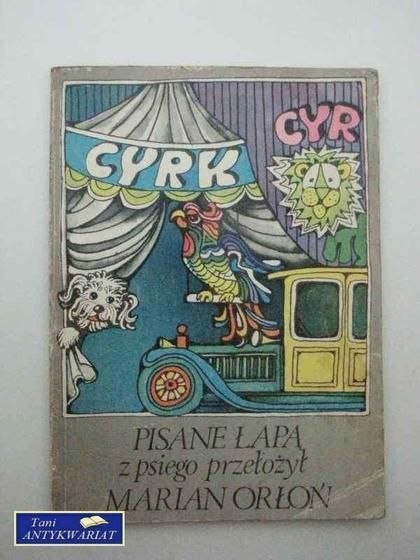 CYRK
CYR
PISANE ŁAPĄ
z psiego przełożył
MARIAN ORŁOŃ
Tani
ANTYKWARIAT